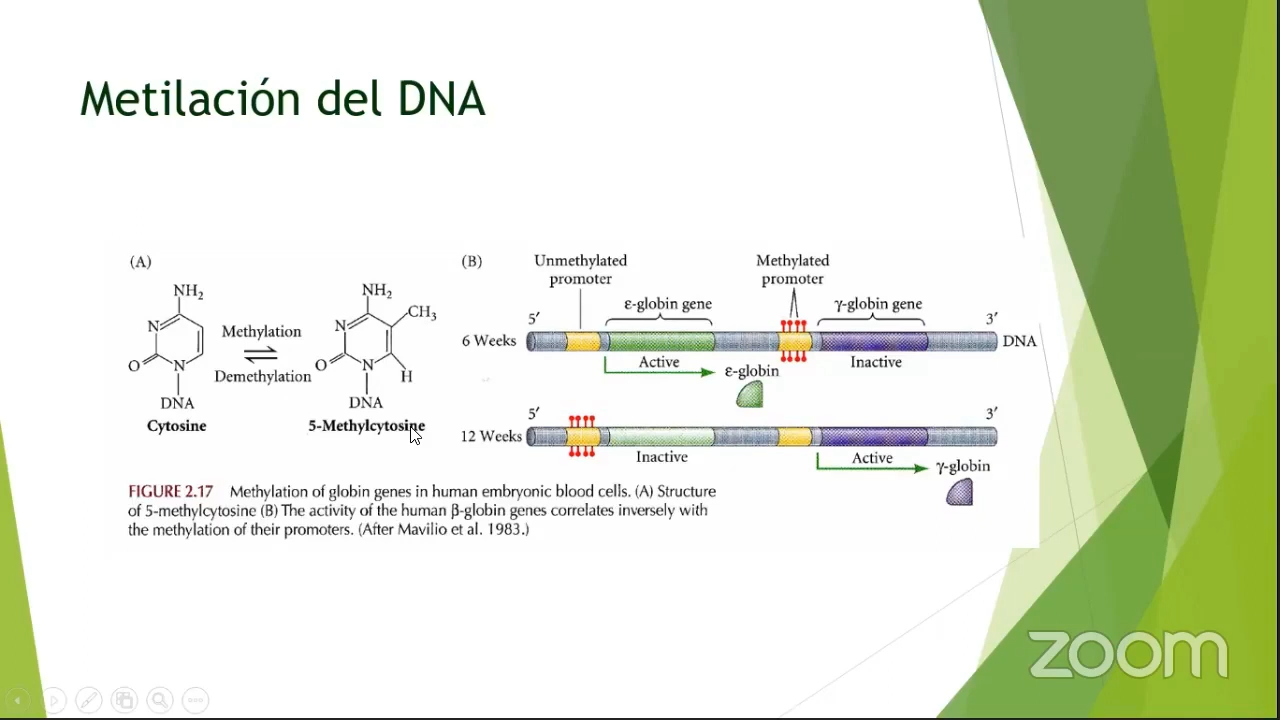 Metilación del DNA
(A)
NH₂
N
O
N
DNA
Cytosine
Methylation
Demethylation
NH₂
CH₃
N
O
N
H
DNA
5-Methylcytosine
(B)
Unmethylated
promoter
Methylated
promoter
ε-globin gene
γ-globin gene
5′
3′
6 Weeks
DNA
Active
Inactive
ε-globin
5′
3′
12 Weeks
Inactive
Active
γ-globin
FIGURE 2.17 Methylation of globin genes in human embryonic blood cells. (A) Structure
of 5-methylcytosine (B) The activity of the human β-globin genes correlates inversely with
the methylation of their promoters. (After Mavilio et al. 1983.)
zoom